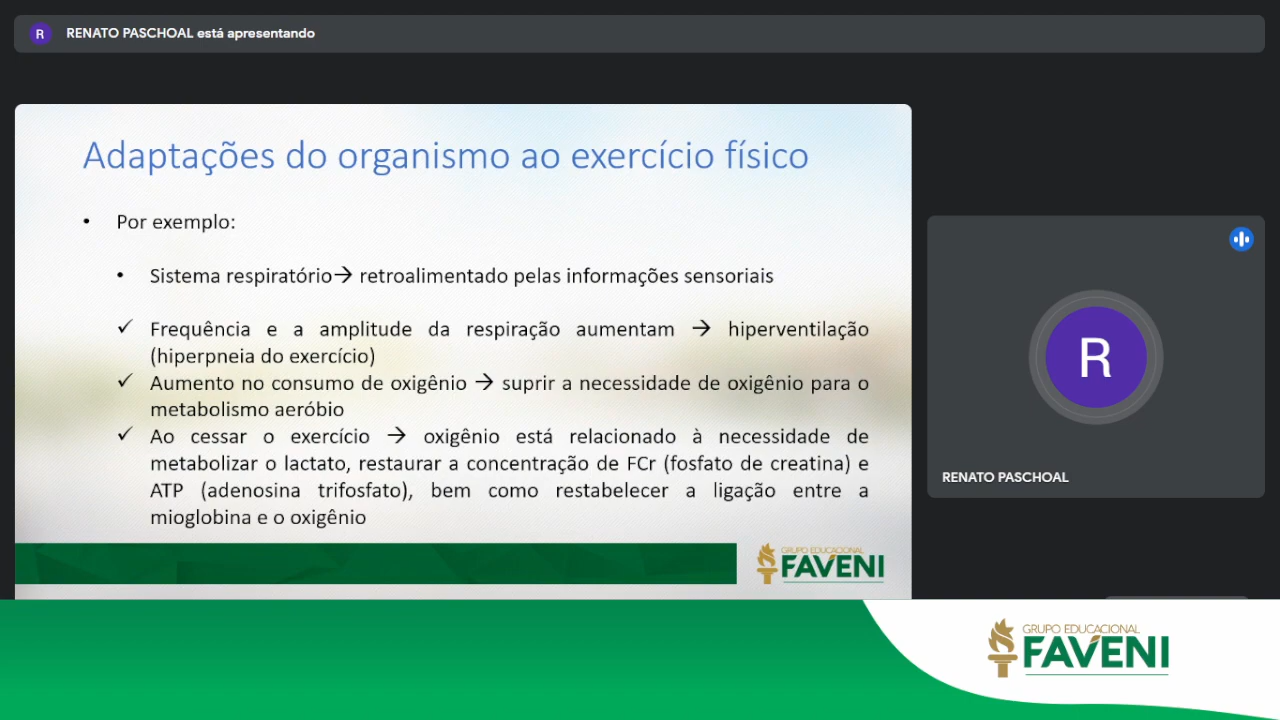 R RENATO PASCHOAL está apresentando
Adaptações do organismo ao exercício físico
• Por exemplo:
• Sistema respiratório→ retroalimentado pelas informações sensoriais
✓ Frequência e a amplitude da respiração aumentam → hiperventilação
(hiperpneia do exercício)
✓ Aumento no consumo de oxigênio → suprir a necessidade de oxigênio para o
metabolismo aeróbio
✓ Ao cessar o exercício → oxigênio está relacionado à necessidade de
metabolizar o lactato, restaurar a concentração de FCr (fosfato de creatina) e
ATP (adenosina trifosfato), bem como restabelecer a ligação entre a
mioglobina e o oxigênio
GRUPO EDUCACIONAL
FAVENI
R
RENATO PASCHOAL
GRUPO EDUCACIONAL
FAVENI